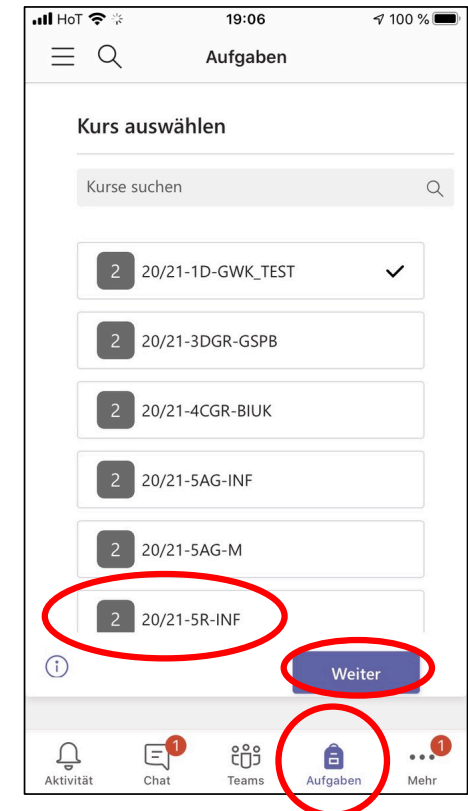 HoT 19:06 100 %
Aufgaben
Kurs auswählen
Kurse suchen
2 20/21-1D-GWK_TEST
2 20/21-3DGR-GSPB
2 20/21-4CGR-BIUK
2 20/21-5AG-INF
2 20/21-5AG-M
2 20/21-5R-INF
Weiter
1 1
Aktivität Chat Teams Aufgaben Mehr